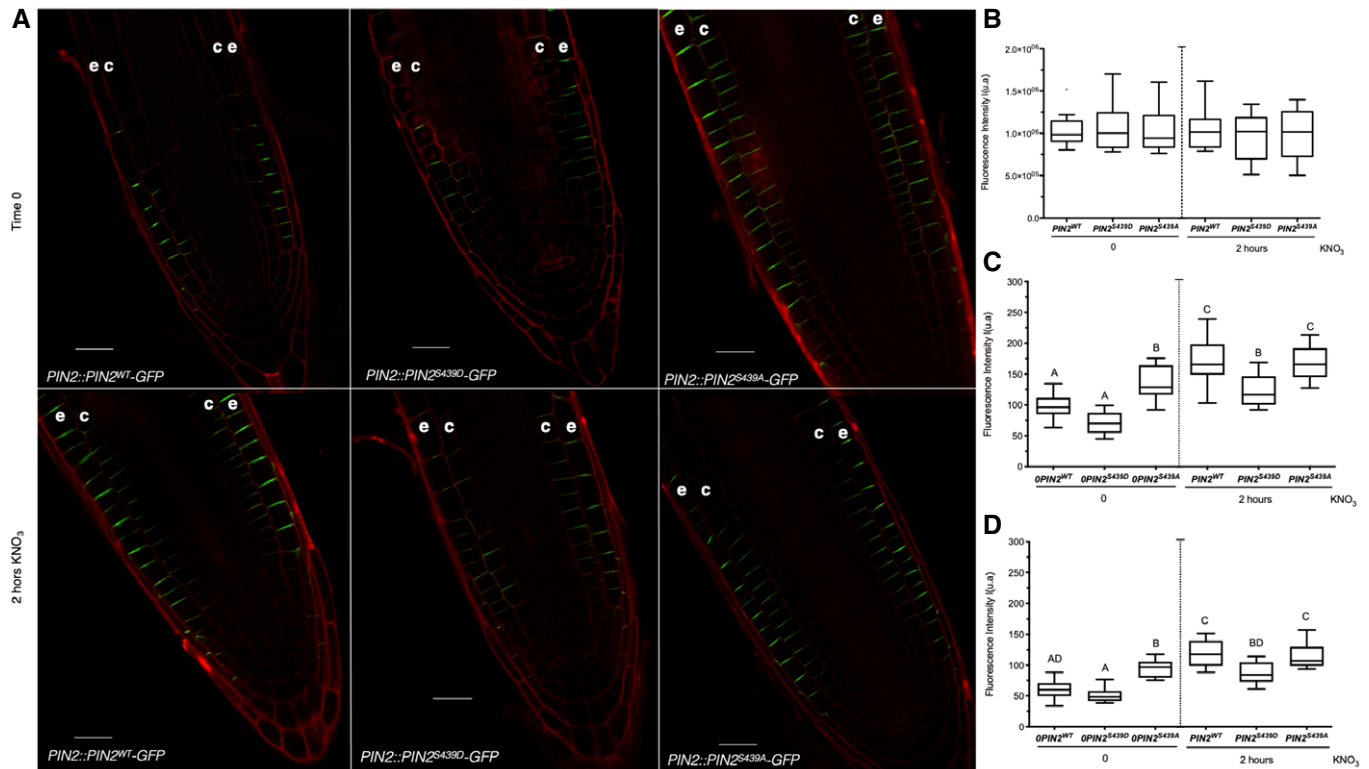 A
Time 0
e c
c e
PIN2::PIN2WT-GFP
e c
c e
PIN2::PIN2S439D-GFP
e c
c e
PIN2::PIN2S439A-GFP
2 hors KNO3
e c
c e
PIN2::PIN2WT-GFP
e c
c e
PIN2::PIN2S439D-GFP
e c
c e
PIN2::PIN2S439A-GFP
B
Fluorescence Intensity I(u.a)
2.0×10⁰⁶
1.5×10⁰⁶
1.0×10⁰⁶
5.0×10⁰⁵
0.0
PIN2WT PIN2S439D PIN2S439A PIN2WT PIN2S439D PIN2S439A
0 2 hours KNO3
C
Fluorescence Intensity I(u.a)
300
250
200
150
100
50
0
A A B C B C
0PIN2WT 0PIN2S439D 0PIN2S439A PIN2WT PIN2S439D PIN2S439A
0 2 hours KNO3
D
Fluorescence Intensity I(u.a)
300
250
200
150
100
50
0
AD A B C BD C
0PIN2WT 0PIN2S439D 0PIN2S439A PIN2WT PIN2S439D PIN2S439A
0 2 hours KNO3